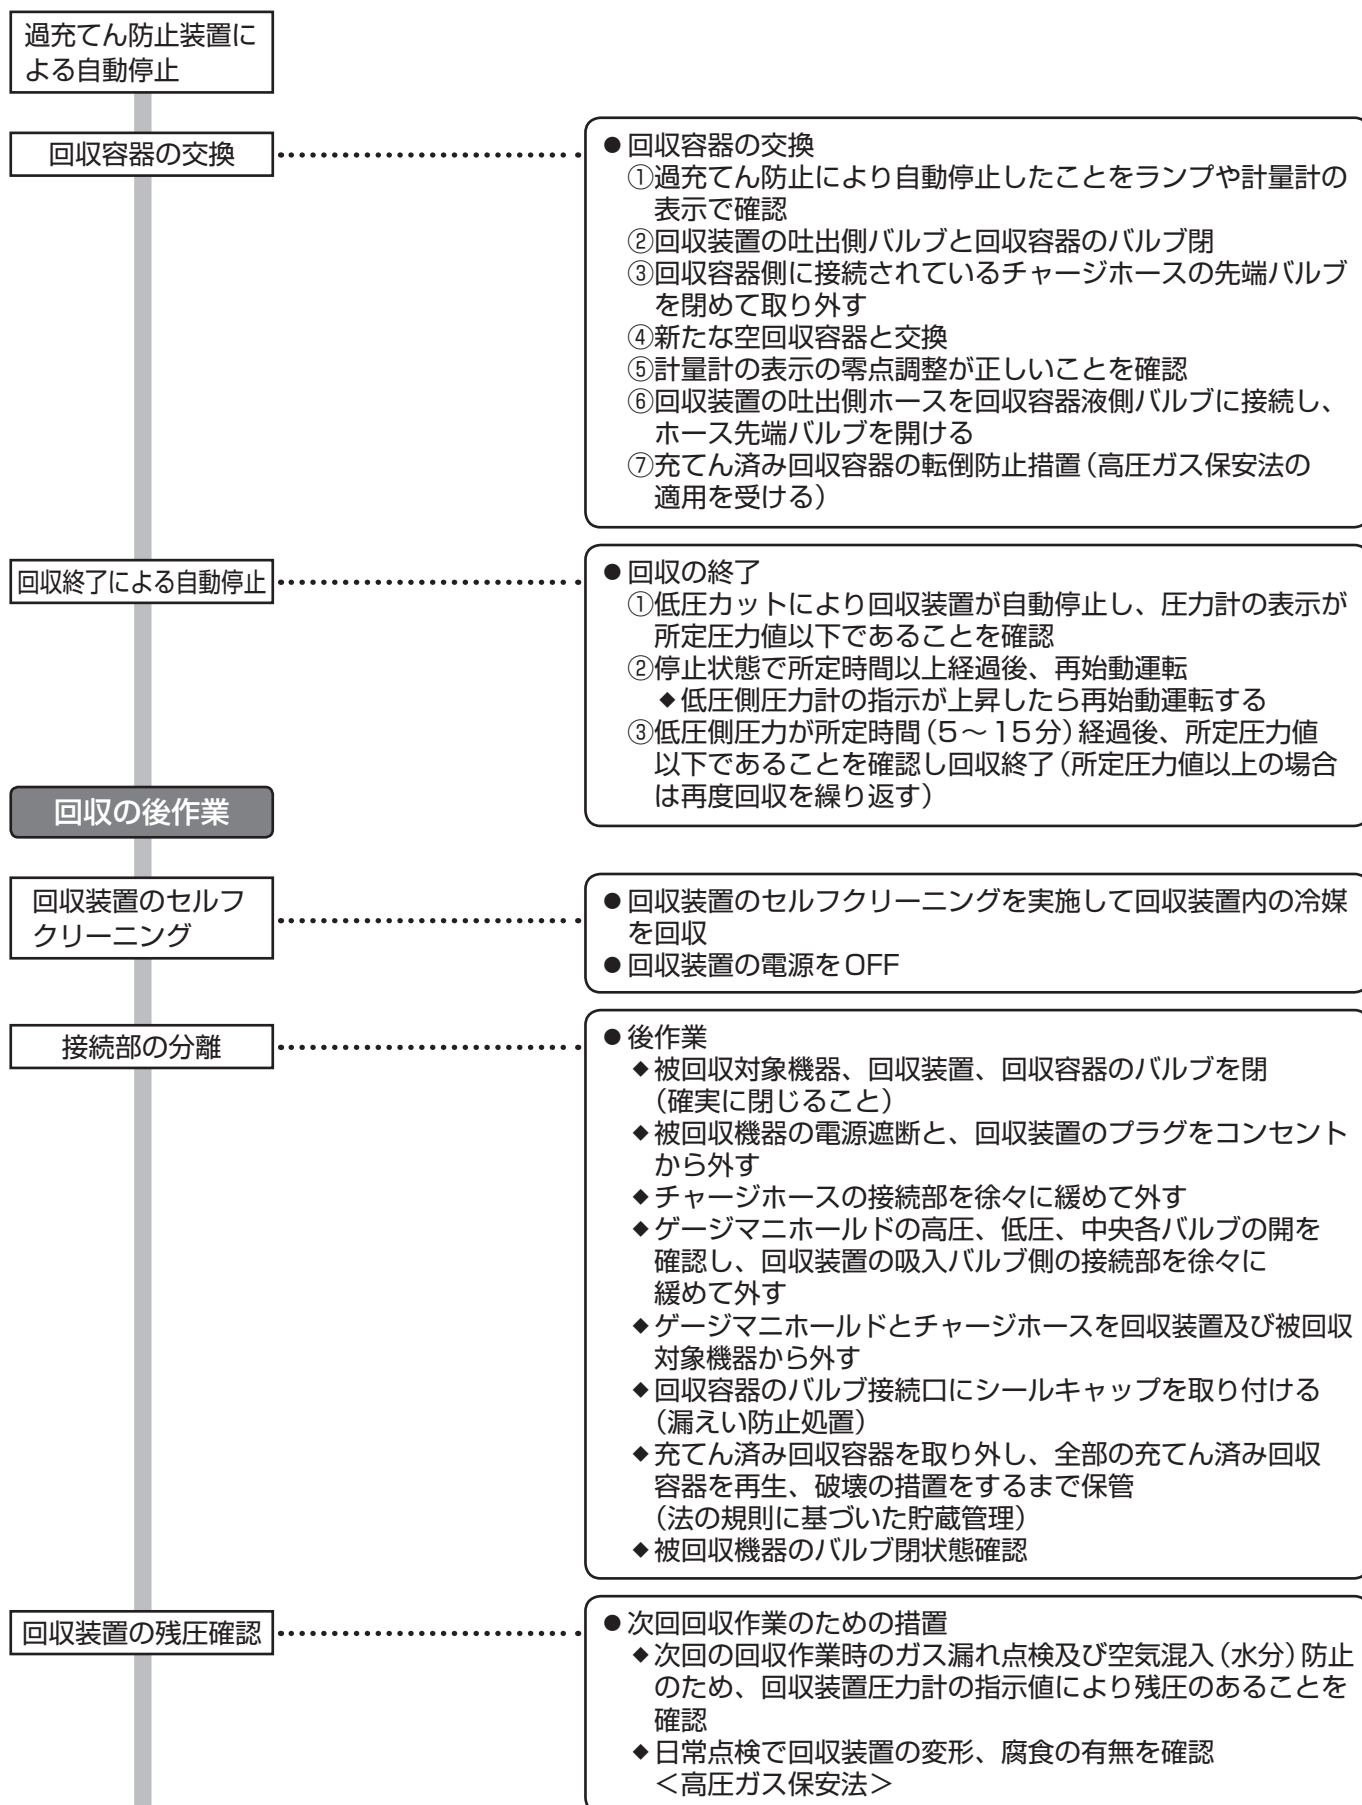 過充てん防止装置に
よる自動停止
回収容器の交換
●回収容器の交換
①過充てん防止により自動停止したことをランプや計量計の
表示で確認
②回収装置の吐出側バルブと回収容器のバルブ閉
③回収容器側に接続されているチャージホースの先端バルブ
を閉めて取り外す
④新たな空回収容器と交換
⑤計量計の表示の零点調整が正しいことを確認
⑥回収装置の吐出側ホースを回収容器液側バルブに接続し、
ホース先端バルブを開ける
⑦充てん済み回収容器の転倒防止措置（高圧ガス保安法の
適用を受ける）
回収終了による自動停止
●回収の終了
①低圧カットにより回収装置が自動停止し、圧力計の表示が
所定圧力値以下であることを確認
②停止状態で所定時間以上経過後、再始動運転
◆低圧側圧力計の指示が上昇したら再始動運転する
③低圧側圧力が所定時間（5～15分）経過後、所定圧力値
以下であることを確認し回収終了（所定圧力値以上の場合
は再度回収を繰り返す）
回収の後作業
回収装置のセルフ
クリーニング
●回収装置のセルフクリーニングを実施して回収装置内の冷媒
を回収
●回収装置の電源をOFF
接続部の分離
●後作業
◆被回収対象機器、回収装置、回収容器のバルブを閉
（確実に閉じること）
◆被回収機器の電源遮断と、回収装置のプラグをコンセント
から外す
◆チャージホースの接続部を徐々に緩めて外す
◆ゲージマニホールドの高圧、低圧、中央各バルブの開を
確認し、回収装置の吸入バルブ側の接続部を徐々に
緩めて外す
◆ゲージマニホールドとチャージホースを回収装置及び被回収
対象機器から外す
◆回収容器のバルブ接続口にシールキャップを取り付ける
（漏えい防止処置）
◆充てん済み回収容器を取り外し、全部の充てん済み回収
容器を再生、破壊の措置をするまで保管
（法の規則に基づいた貯蔵管理）
◆被回収機器のバルブ閉状態確認
回収装置の残圧確認
●次回回収作業のための措置
◆次回の回収作業時のガス漏れ点検及び空気混入（水分）防止
のため、回収装置圧力計の指示値により残圧のあることを
確認
◆日常点検で回収装置の変形、腐食の有無を確認
＜高圧ガス保安法＞